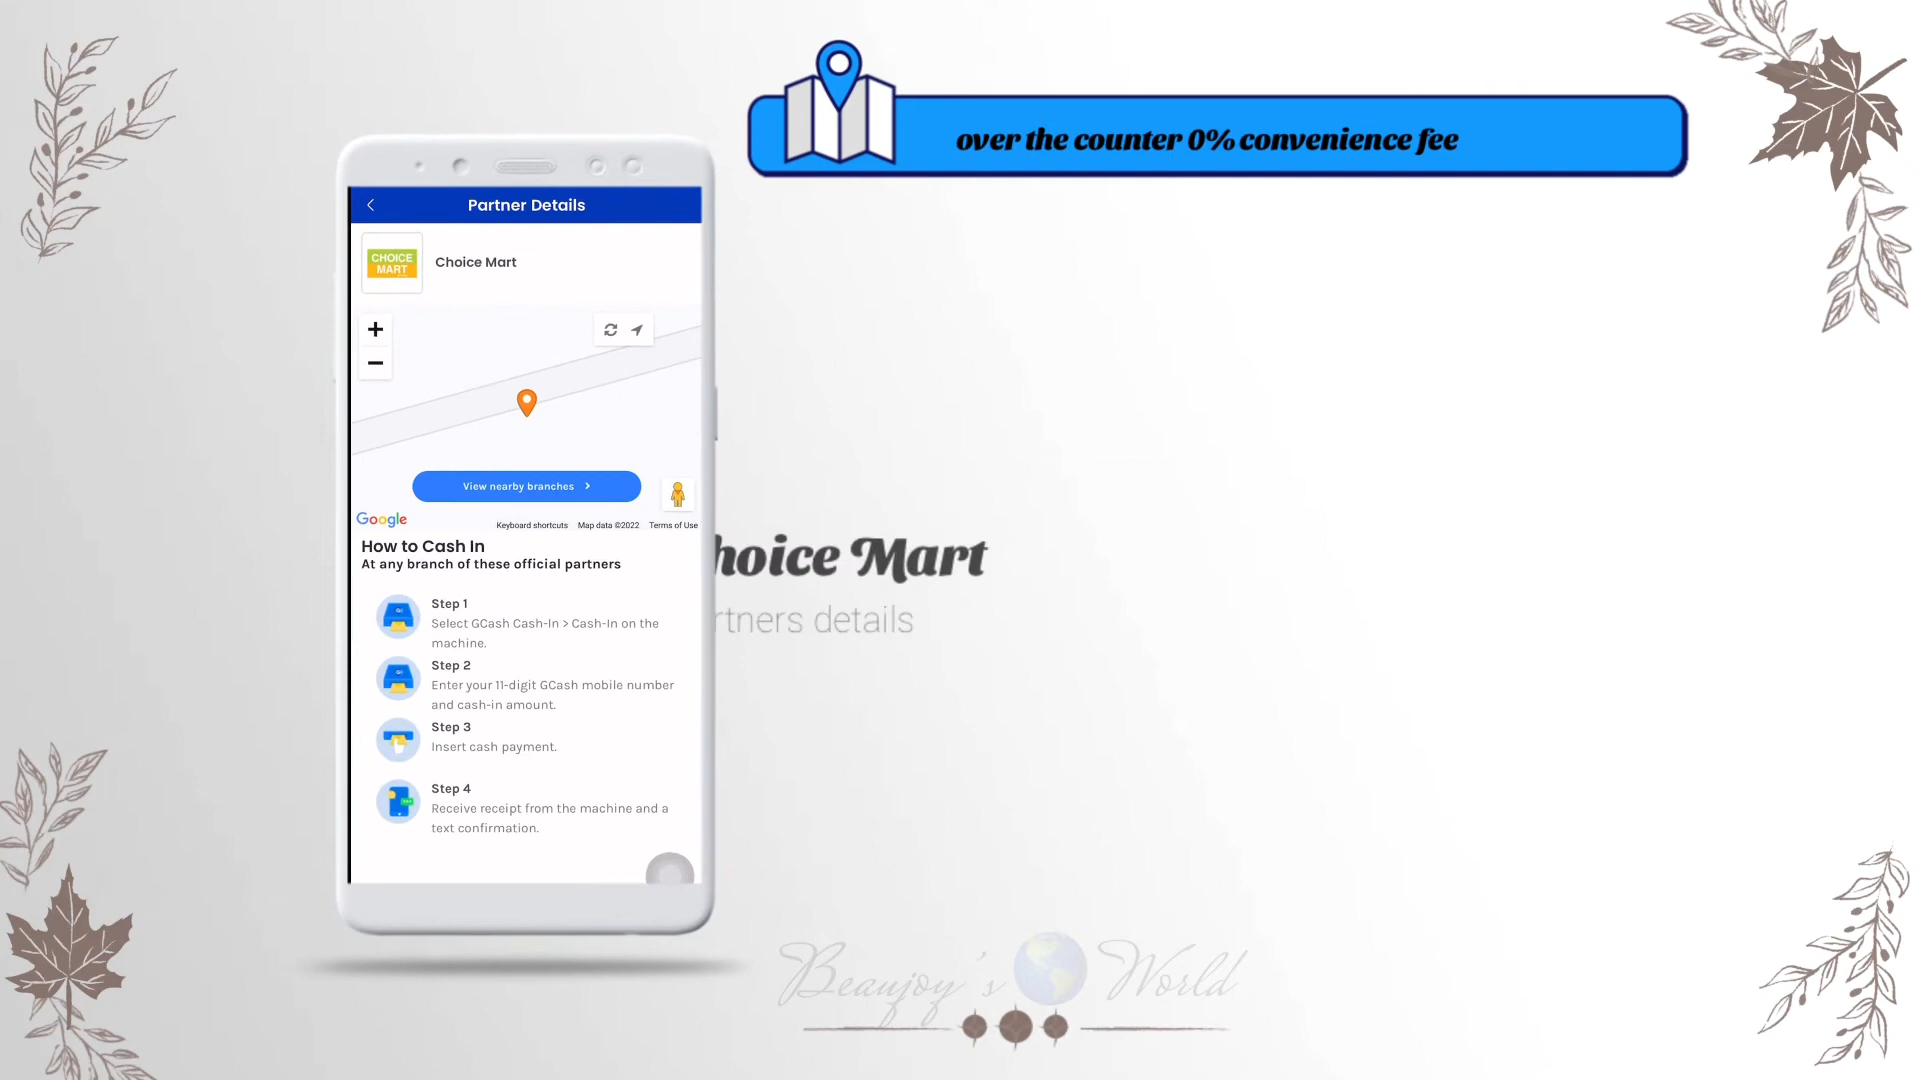 over the counter 0% convenience fee
Partner Details
CHOICE
MART
Choice Mart
+
−
View nearby branches >
Google
Keyboard shortcuts Map data ©2022 Terms of Use
How to Cash In
At any branch of these official partners
Step 1
Select GCash Cash-In > Cash-In on the
machine.
Step 2
Enter your 11-digit GCash mobile number
and cash-in amount.
Step 3
Insert cash payment.
Step 4
Receive receipt from the machine and a
text confirmation.
hoice Mart
rtners details
Beaujoy's World